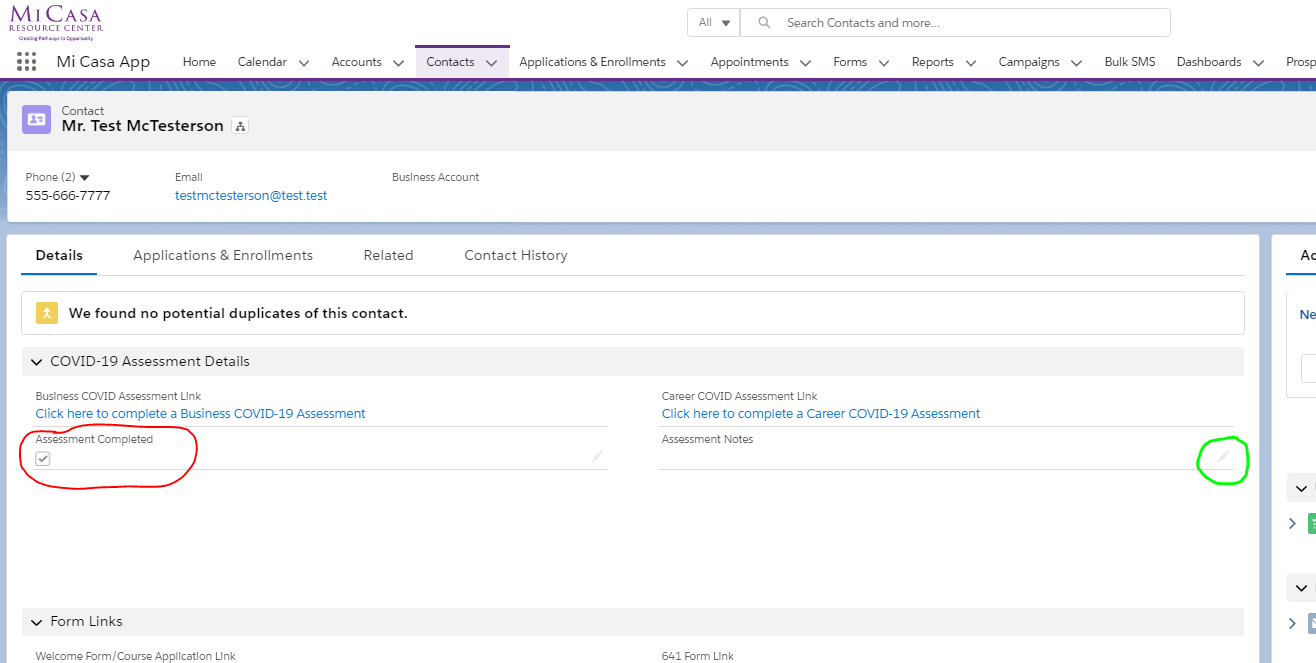 MI CASA
RESOURCE CENTER
Creating Pathways to Opportunity
All
Search Contacts and more...
Mi Casa App
Home
Calendar
Accounts
Contacts
Applications & Enrollments
Appointments
Forms
Reports
Campaigns
Bulk SMS
Dashboards
Prosp
Contact
Mr. Test McTesterson
Phone (2)
Email
Business Account
555-666-7777
testmctesterson@test.test
Details
Applications & Enrollments
Related
Contact History
Ac
We found no potential duplicates of this contact.
Ne
COVID-19 Assessment Details
Business COVID Assessment Link
Career COVID Assessment Link
Click here to complete a Business COVID-19 Assessment
Click here to complete a Career COVID-19 Assessment
Assessment Completed
Assessment Notes
Form Links
Welcome Form/Course Application Link
641 Form Link